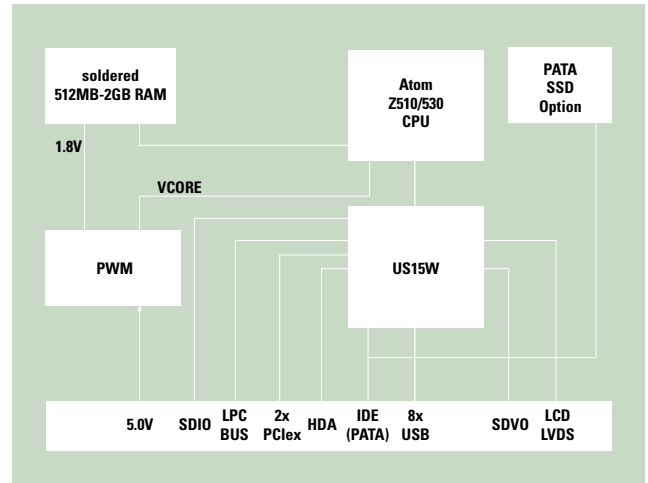 soldered
512MB-2GB RAM
Atom
Z510/530
CPU
PATA
SSD
Option
1.8V
VCORE
PWM
US15W
5.0V
SDIO
LPC
BUS
2x
PCIex
HDA
IDE
(PATA)
8x
USB
SDVO
LCD
LVDS